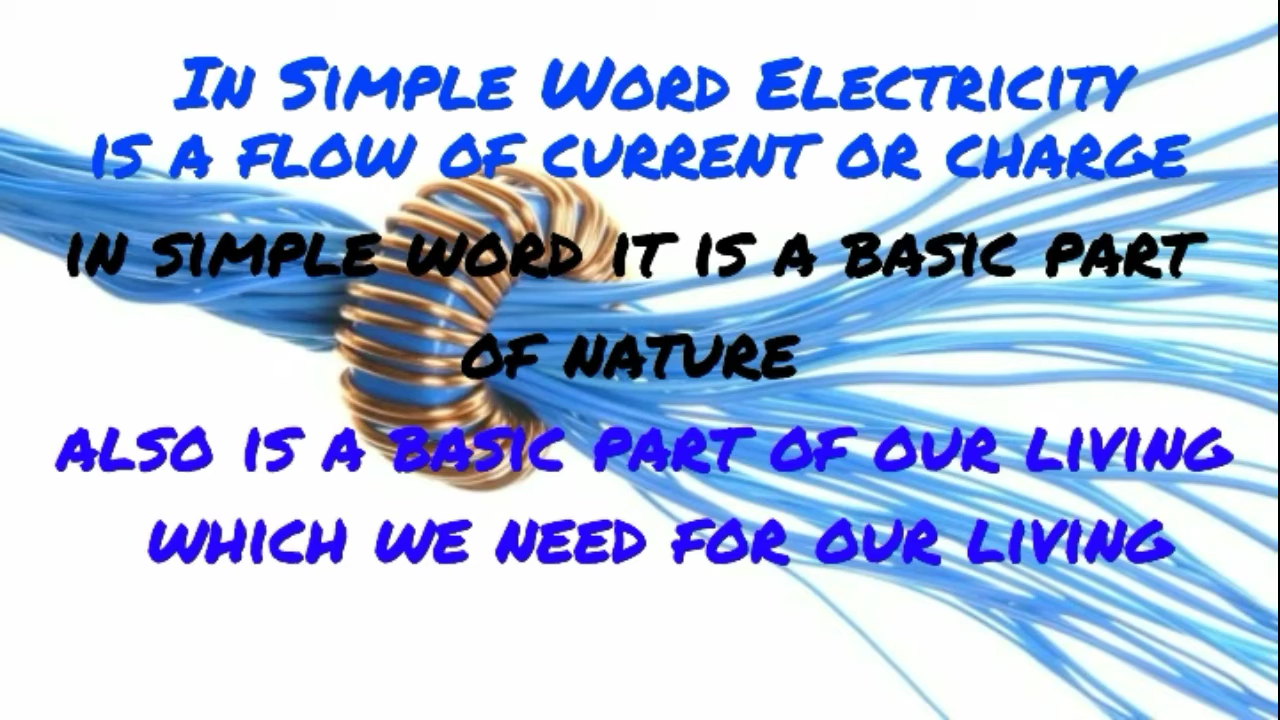 In Simple Word Electricity
is a flow of current or charge
in simple word it is a basic part
of nature
also is a basic part of our living
which we need for our living